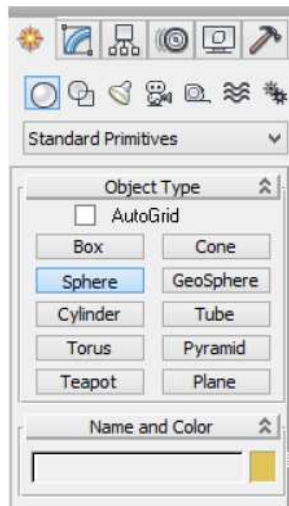 Standard Primitives
Object Type
AutoGrid
Box Cone
Sphere GeoSphere
Cylinder Tube
Torus Pyramid
Teapot Plane
Name and Color